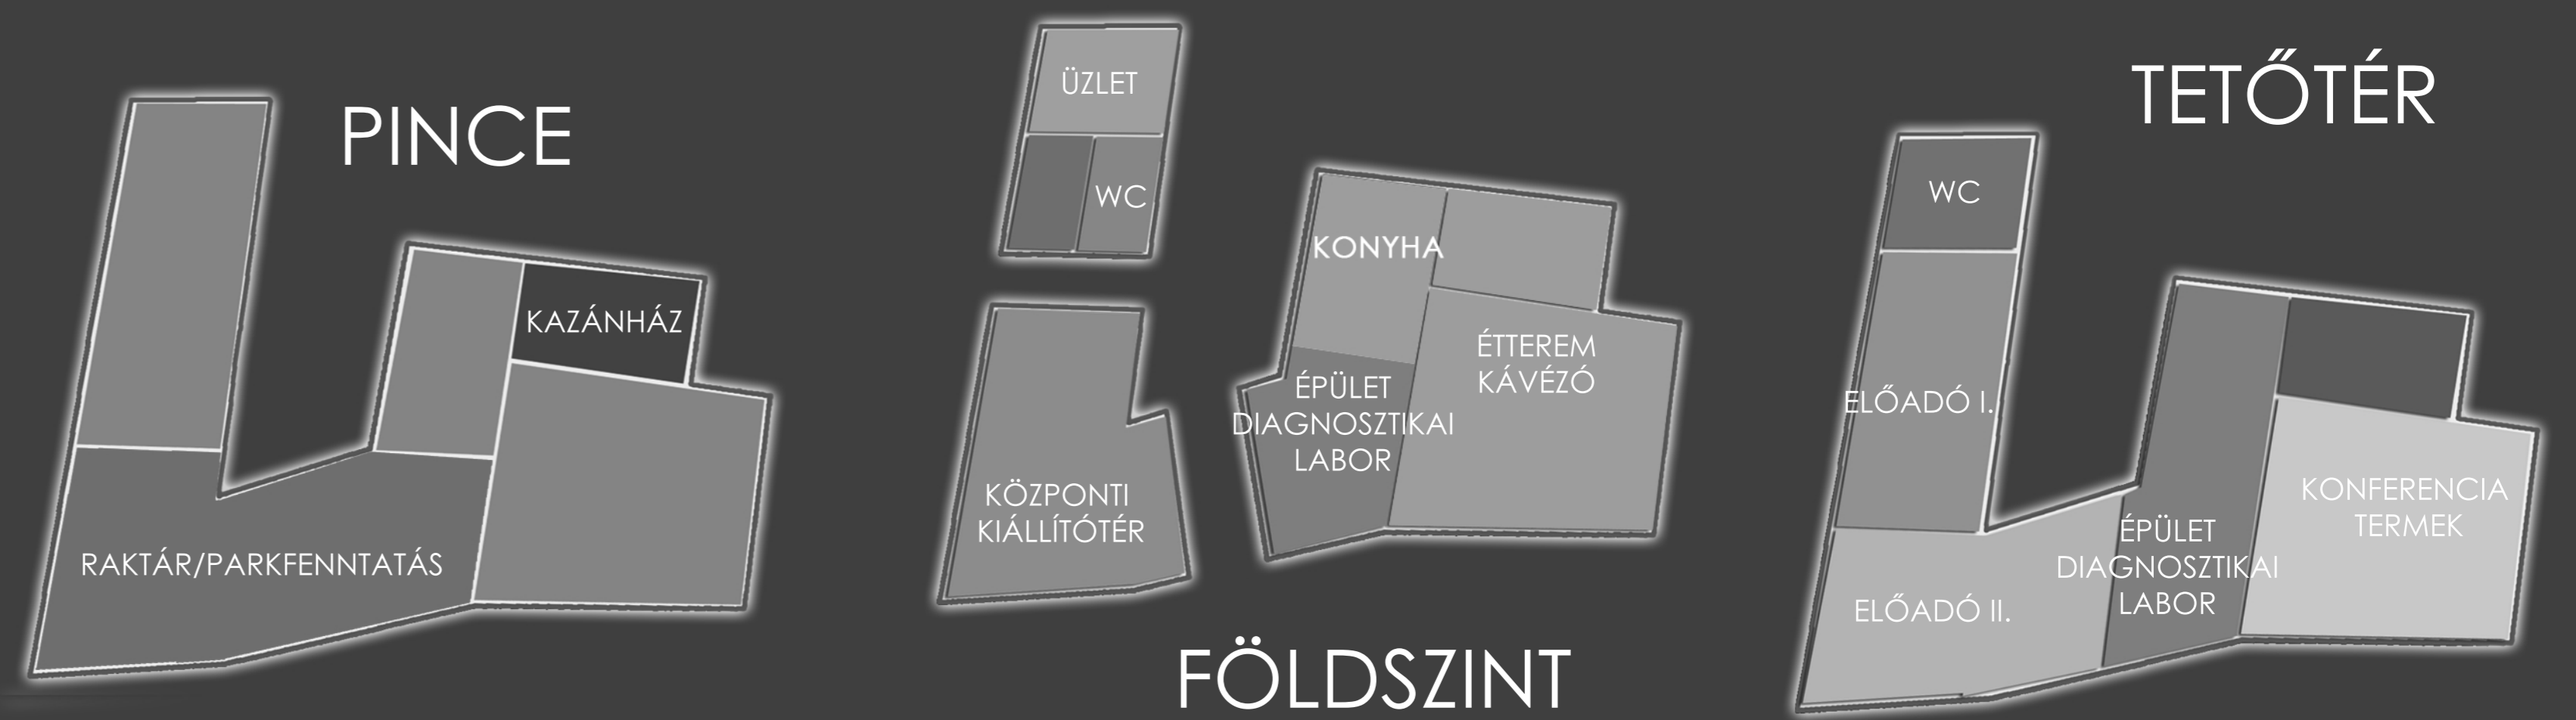 PINCE
KAZÁNHÁZ
RAKTÁR/PARKFENNTATÁS
ÜZLET
WC
KONYHA
ÉTTEREM
KÁVÉZÓ
ÉPÜLET
DIAGNOSZTIKAI
LABOR
KÖZPONTI
KIÁLLÍTÓTÉR
FÖLDSZINT
TETŐTÉR
WC
ELŐADÓ I.
KONFERENCIA
TERMEK
ÉPÜLET
DIAGNOSZTIKAI
LABOR
ELŐADÓ II.